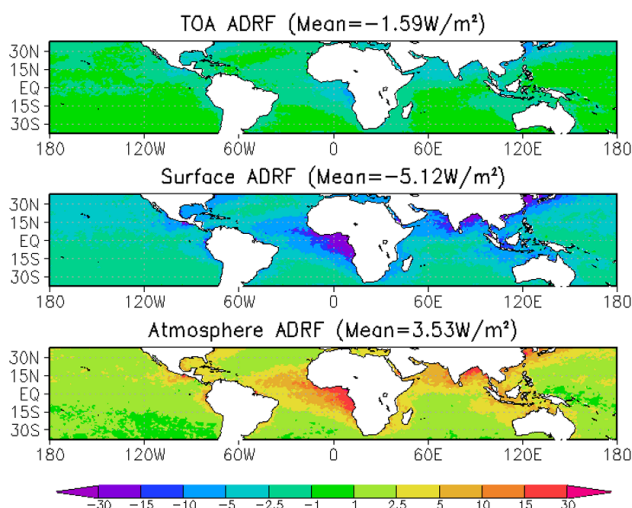 TOA ADRF (Mean=−1.59W/m²)
30N
15N
EQ
15S
30S
180 120W 60W 0 60E 120E 180
Surface ADRF (Mean=−5.12W/m²)
30N
15N
EQ
15S
30S
180 120W 60W 0 60E 120E 180
Atmosphere ADRF (Mean=3.53W/m²)
30N
15N
EQ
15S
30S
180 120W 60W 0 60E 120E 180
−30 −15 −10 −5 −2.5 −1 1 2.5 5 10 15 30